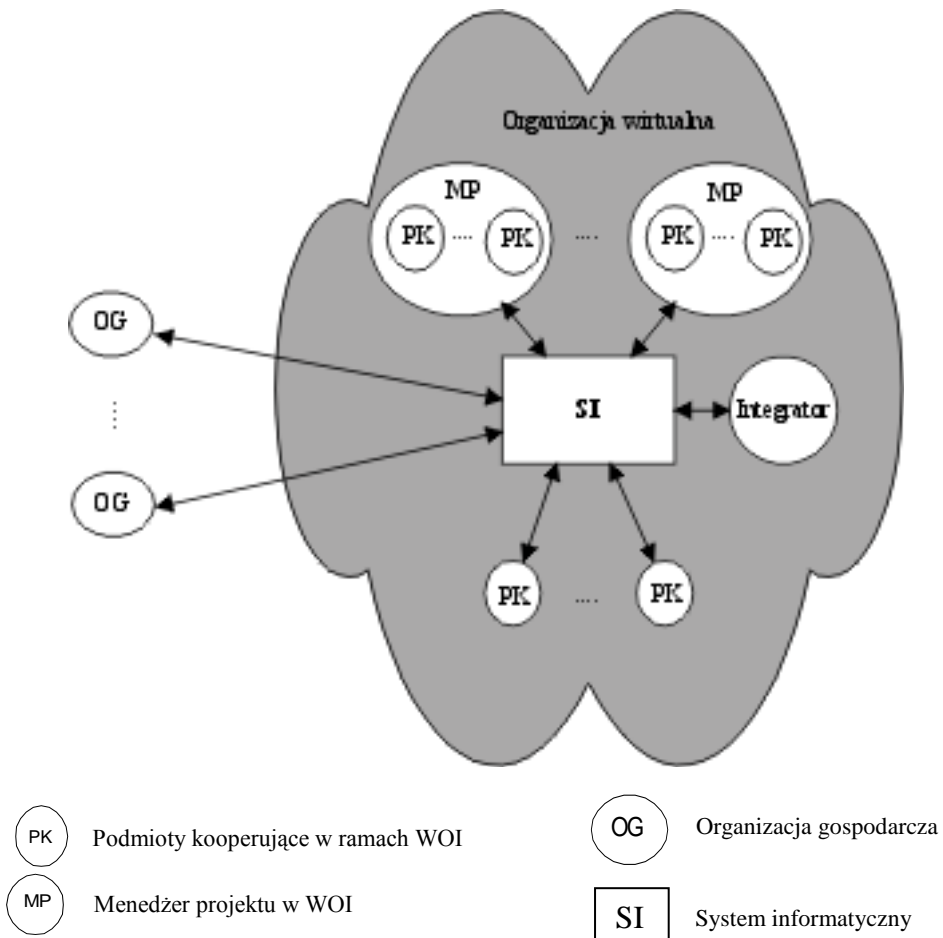 Organizacja wirtualna
MP MP
PK .... PK .... PK .... PK
OG
SI Integrator
....
OG
PK .... PK
PK Podmioty kooperujące w ramach WOI OG Organizacja gospodarcza
MP Menedżer projektu w WOI SI System informatyczny